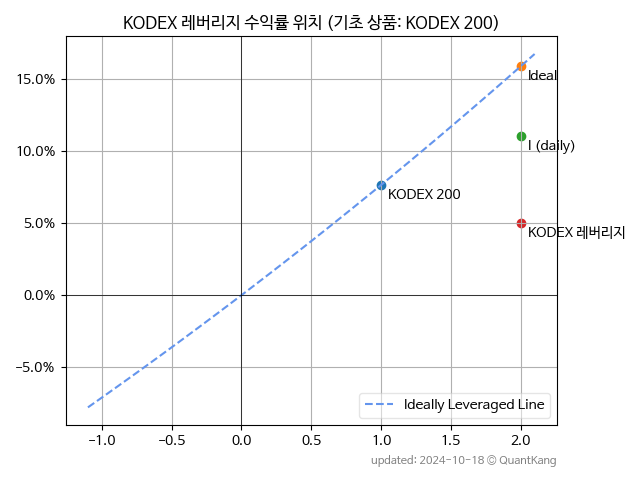 KODEX 레버리지 수익률 위치 (기초 상품: KODEX 200)
15.0%
10.0%
5.0%
0.0%
−5.0%
Ideal
I (daily)
KODEX 200
KODEX 레버리지
Ideally Leveraged Line
−1.0 −0.5 0.0 0.5 1.0 1.5 2.0
updated: 2024-10-18 © QuantKang